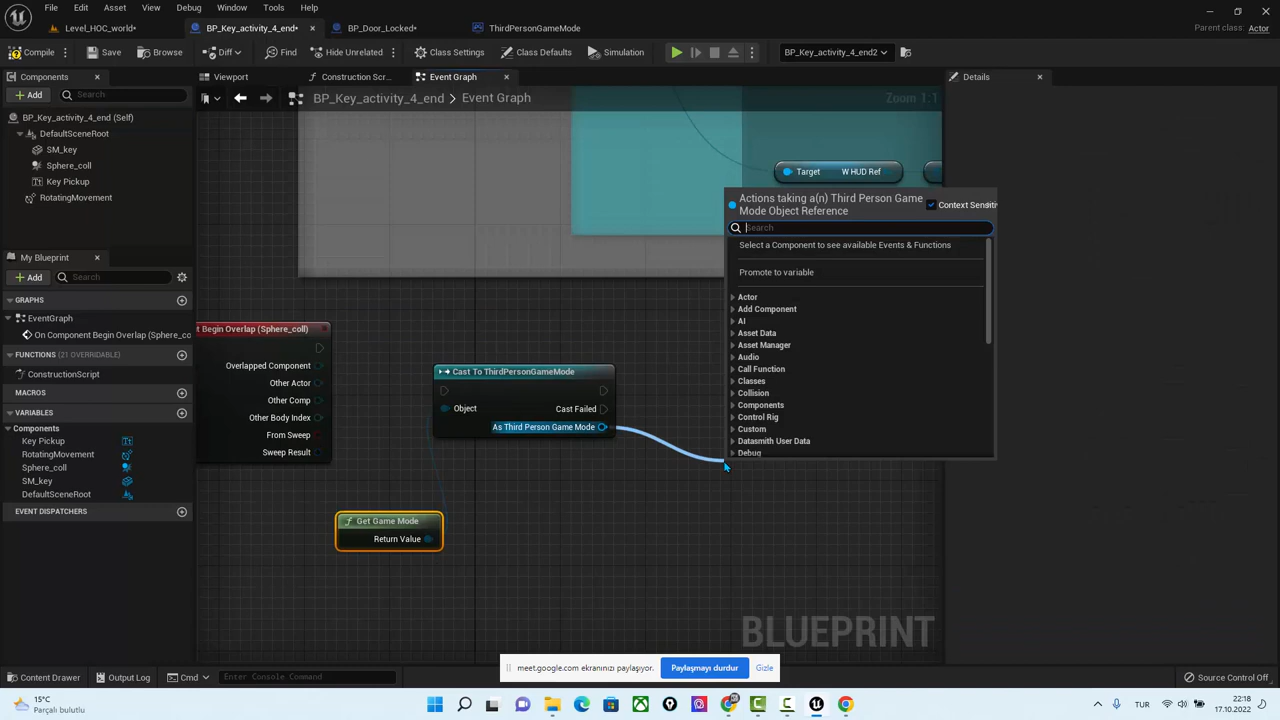 File Edit Asset View Debug Window Tools Help
Level_HOC_world*
BP_Key_activity_4_end*
BP_Door_Locked*
ThirdPersonGameMode
Parent class: Actor
Compile
Save
Browse
Diff
Find
Hide Unrelated
Class Settings
Class Defaults
Simulation
BP_Key_activity_4_end2
Components
Viewport
Construction Scr...
Event Graph
Details
Add
Search
BP_Key_activity_4_end > Event Graph
Zoom 1:1
BP_Key_activity_4_end (Self)
DefaultSceneRoot
SM_key
Sphere_coll
Key Pickup
RotatingMovement
Target
W HUD Ref
Actions taking a(n) Third Person Game
Mode Object Reference
Context Sensitiv
Search
Select a Component to see available Events & Functions
Promote to variable
Actor
Add Component
AI
Asset Data
Asset Manager
Audio
Call Function
Classes
Collision
Components
Control Rig
Custom
Datasmith User Data
Debug
My Blueprint
Add
Search
GRAPHS
EventGraph
On Component Begin Overlap (Sphere_co
FUNCTIONS (21 OVERRIDABLE)
ConstructionScript
MACROS
VARIABLES
Components
Key Pickup
RotatingMovement
Sphere_coll
SM_key
DefaultSceneRoot
EVENT DISPATCHERS
t Begin Overlap (Sphere_coll)
Overlapped Component
Other Actor
Other Comp
Other Body Index
From Sweep
Sweep Result
Cast To ThirdPersonGameMode
Object
Cast Failed
As Third Person Game Mode
Get Game Mode
Return Value
BLUEPRINT
meet.google.com ekranınızı paylaşıyor.
Paylaşmayı durdur
Gizle
Output Log
Cmd
Enter Console Command
Source Control Off
15°C
Parçalı bulutlu
TUR
22:18
17.10.2022